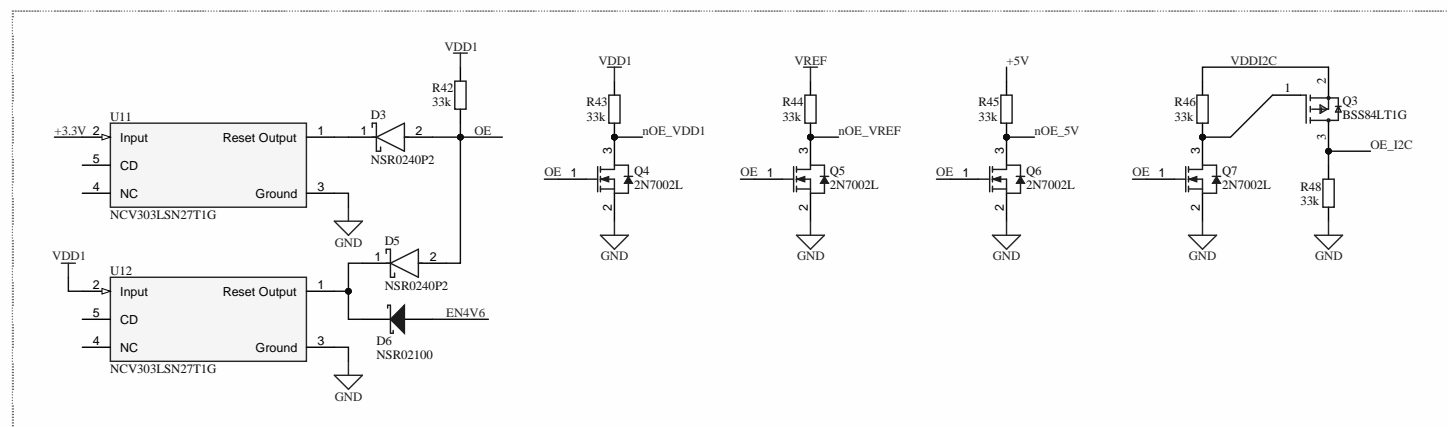 VDD1
R42
33k
U11
+3.3V 2 Input Reset Output 1
5 CD
4 NC Ground 3
NCV303LSN27T1G
GND
1 D3 2
NSR0240P2
OE
VDD1
U12
2 Input Reset Output 1
5 CD
4 NC Ground 3
NCV303LSN27T1G
GND
1 D5 2
NSR0240P2
D6
NSR02100
EN4V6
VDD1
R43
33k
nOE_VDD1
3
OE 1
Q4
2N7002L
2
GND
VREF
R44
33k
nOE_VREF
3
OE 1
Q5
2N7002L
2
GND
+5V
R45
33k
nOE_5V
3
OE 1
Q6
2N7002L
2
GND
VDDI2C
R46
33k
3
OE 1
Q7
2N7002L
2
GND
1
2
Q3
BSS84LT1G
3
OE_I2C
R48
33k
GND